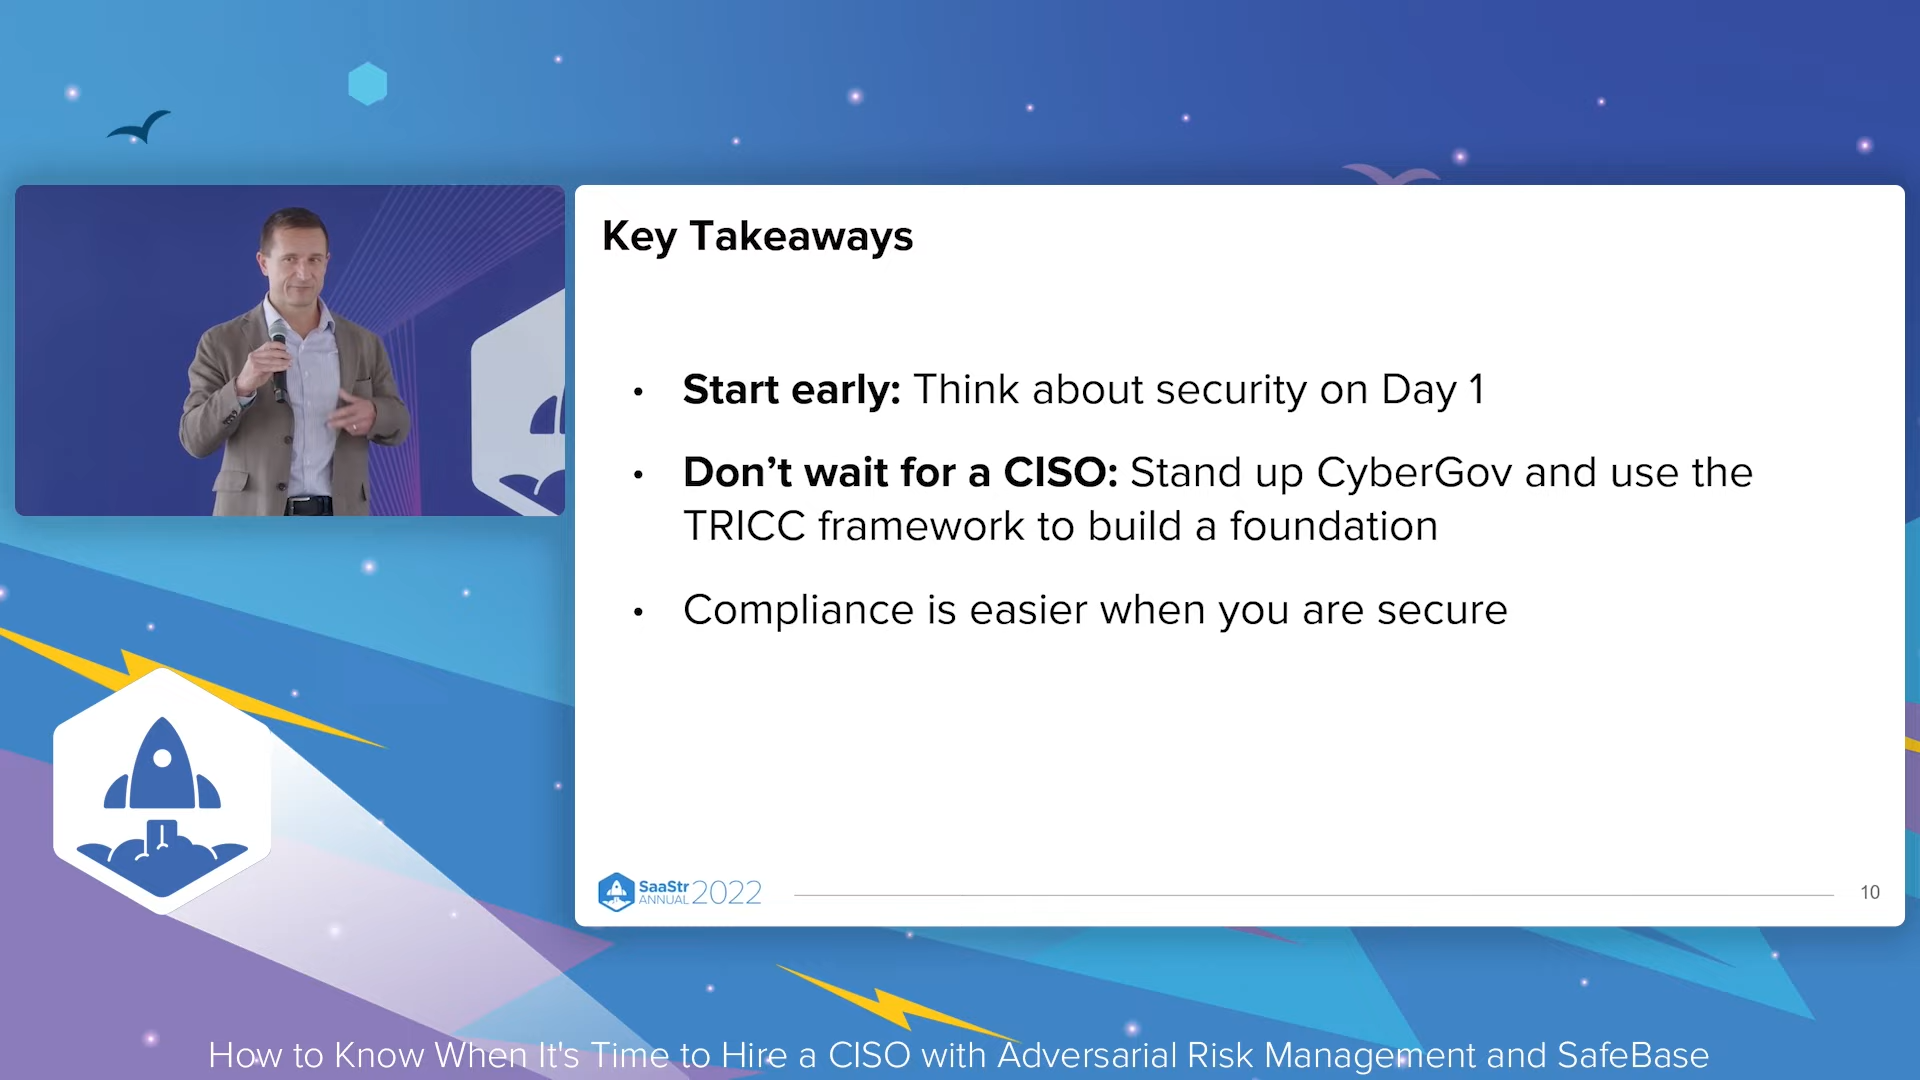 Key Takeaways
• Start early: Think about security on Day 1
• Don’t wait for a CISO: Stand up CyberGov and use the
TRICC framework to build a foundation
• Compliance is easier when you are secure
SaaStr
ANNUAL 2022
10
How to Know When It's Time to Hire a CISO with Adversarial Risk Management and SafeBase